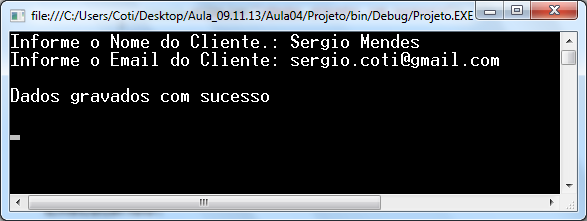 file:///C:/Users/Coti/Desktop/Aula_09.11.13/Aula04/Projeto/bin/Debug/Projeto.EXE
Informe o Nome do Cliente.: Sergio Mendes
Informe o Email do Cliente: sergio.coti@gmail.com
Dados gravados com sucesso